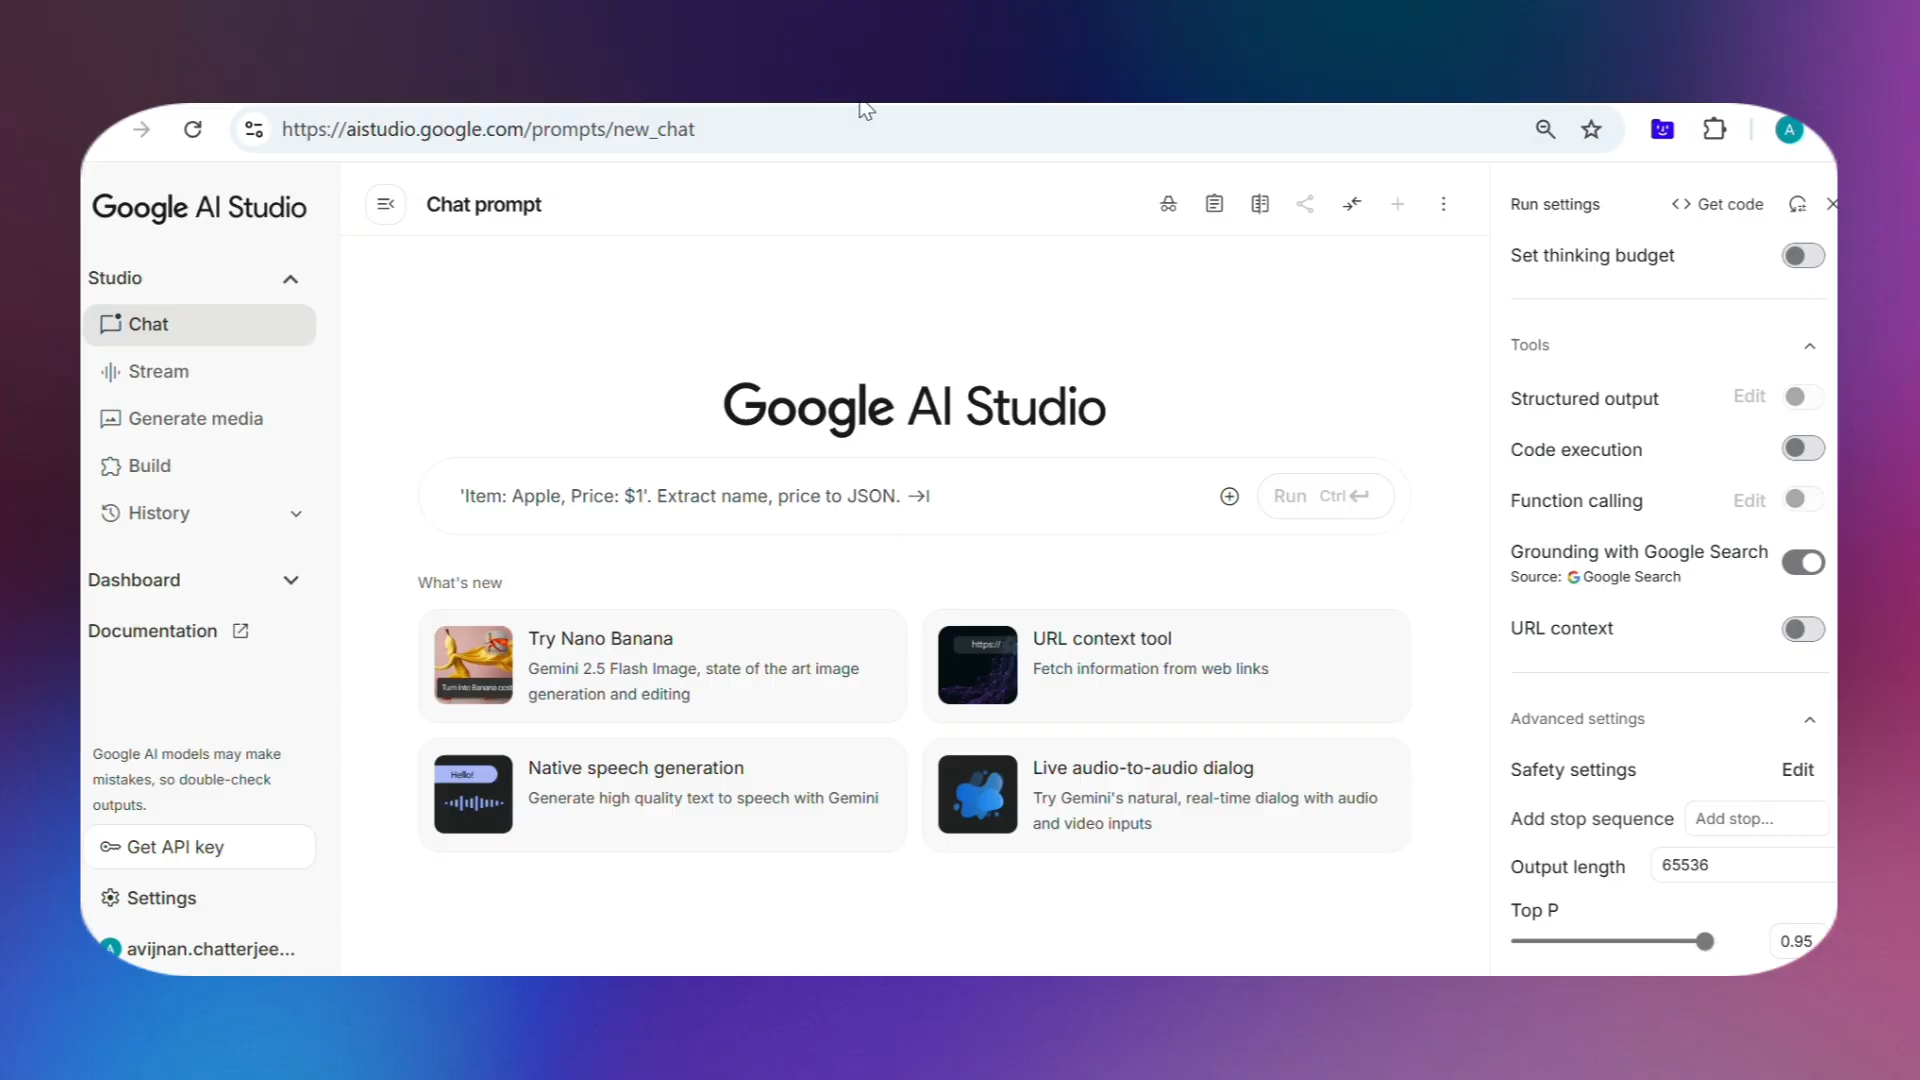 https://aistudio.google.com/prompts/new_chat
A
Google AI Studio
Studio
Chat
Stream
Generate media
Build
History
Dashboard
Documentation
Google AI models may make
mistakes, so double-check
outputs.
Get API key
Settings
A avijnan.chatterjee...
Chat prompt
Google AI Studio
'Item: Apple, Price: $1'. Extract name, price to JSON. →|
Run Ctrl
What's new
Turn into Banana cost
Try Nano Banana
Gemini 2.5 Flash Image, state of the art image
generation and editing
https://
URL context tool
Fetch information from web links
Hello!
Native speech generation
Generate high quality text to speech with Gemini
Live audio-to-audio dialog
Try Gemini's natural, real-time dialog with audio
and video inputs
Run settings
<> Get code
Set thinking budget
Tools
Structured output Edit
Code execution
Function calling Edit
Grounding with Google Search
Source: G Google Search
URL context
Advanced settings
Safety settings Edit
Add stop sequence Add stop...
Output length 65536
Top P
0.95